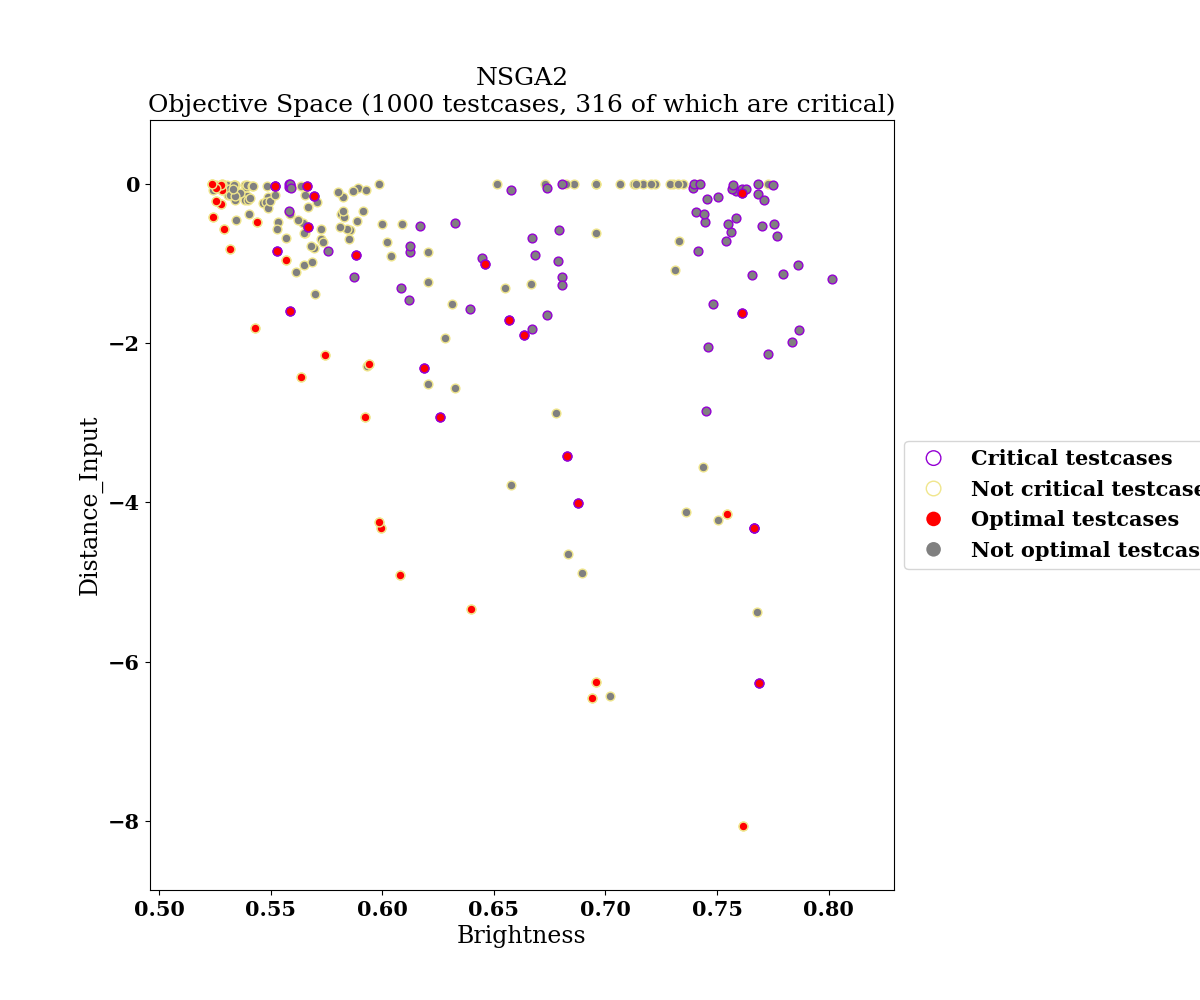 NSGA2
Objective Space (1000 testcases, 316 of which are critical)
0
−2
−4
−6
−8
Distance_Input
0.50 0.55 0.60 0.65 0.70 0.75 0.80
Brightness
Critical testcases
Not critical testcase
Optimal testcases
Not optimal testcas